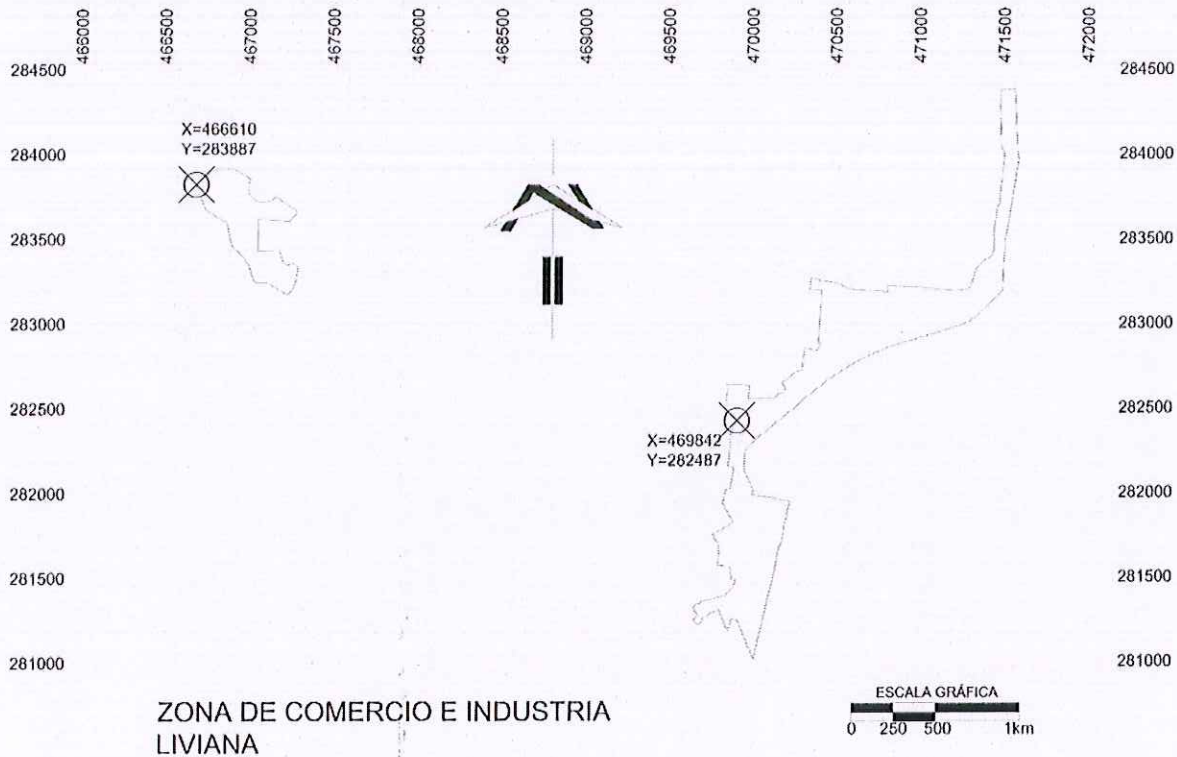 466000 466500 467000 467500 468000 468500 469000 469500 470000 470500 471000 471500 472000
284500 284500
X=466610
Y=283887
284000 284000
283500 283500
283000 283000
282500 282500
X=469842
Y=282487
282000 282000
281500 281500
281000 281000
ESCALA GRÁFICA
0 250 500 1km
ZONA DE COMERCIO E INDUSTRIA
LIVIANA